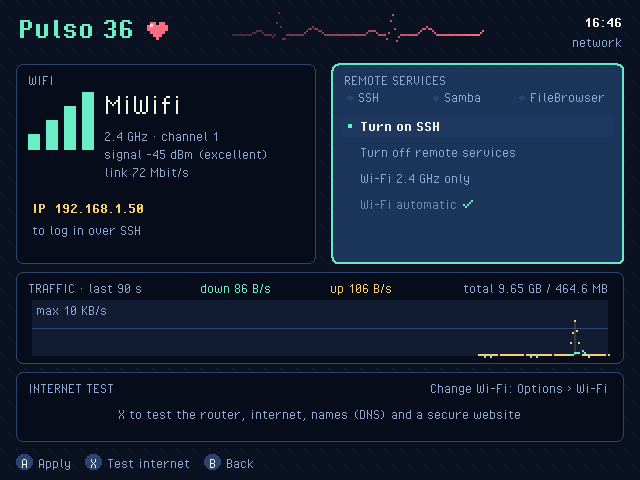 Pulso 36
16:46
network
WIFI
MiWifi
2.4 GHz · channel 1
signal -45 dBm (excellent)
link 72 Mbit/s
IP 192.168.1.50
to log in over SSH
REMOTE SERVICES
SSH Samba FileBrowser
Turn on SSH
Turn off remote services
Wi-Fi 2.4 GHz only
Wi-Fi automatic ✓
TRAFFIC · last 90 s down 86 B/s up 106 B/s total 9.65 GB / 464.6 MB
max 10 KB/s
INTERNET TEST Change Wi-Fi: Options › Wi-Fi
X to test the router, internet, names (DNS) and a secure website
A Apply X Test internet B Back